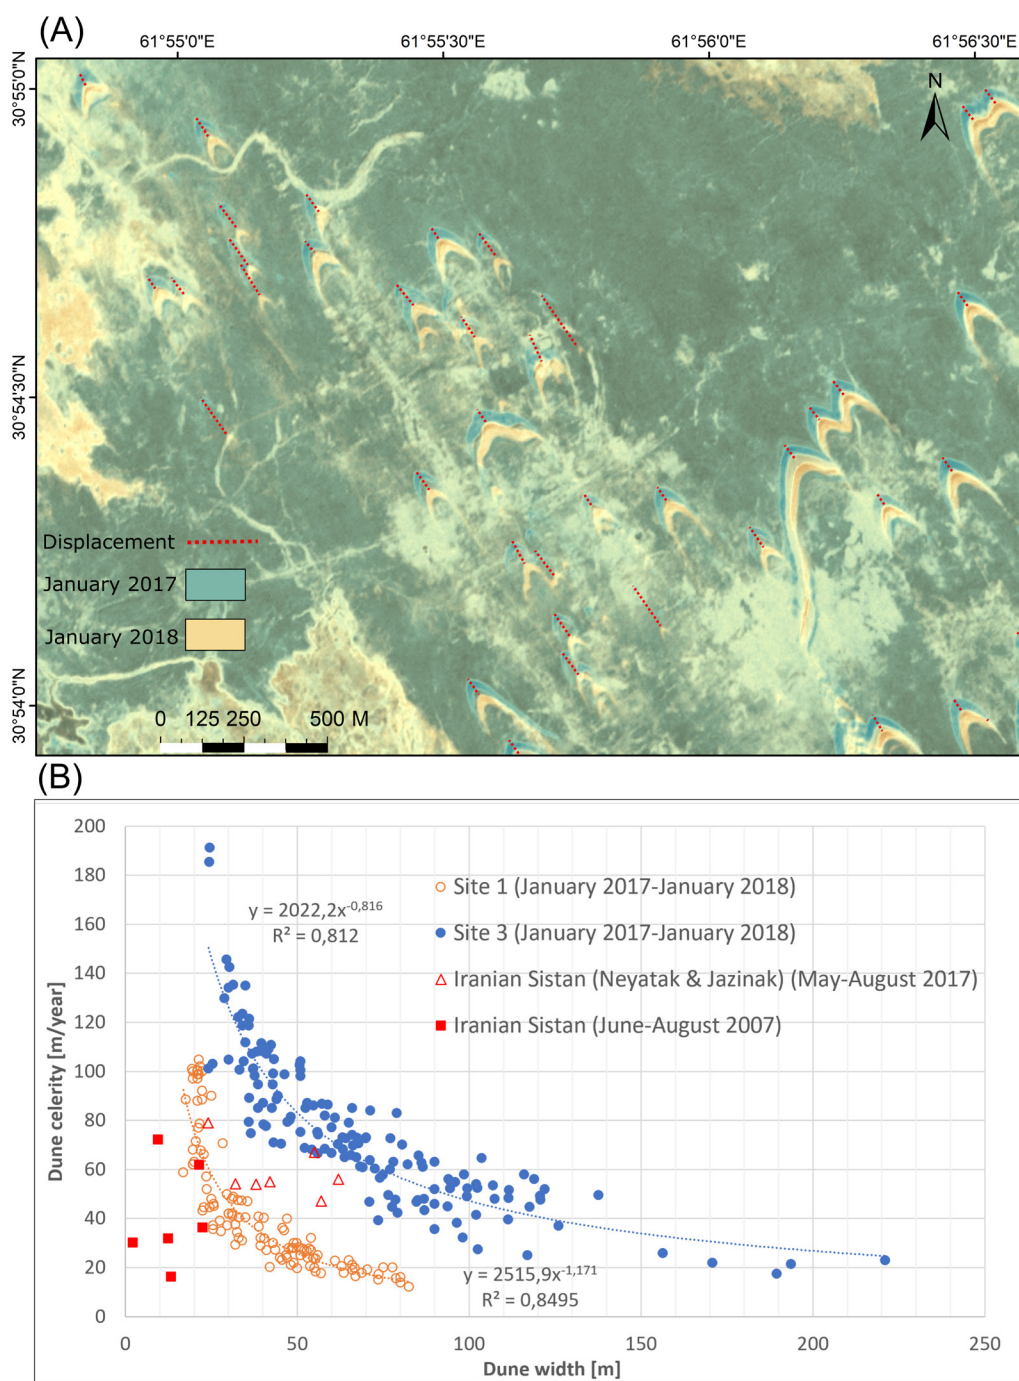 (A)
61°55'0"E
61°55'30"E
61°56'0"E
61°56'30"E
30°55'0"N
30°54'30"N
30°54'0"N
N
Displacement
January 2017
January 2018
0 125 250 500 M
(B)
Dune celerity [m/year]
200
180
160
140
120
100
80
60
40
20
0
y = 2022,2x-0,816
R² = 0,812
Site 1 (January 2017-January 2018)
Site 3 (January 2017-January 2018)
Iranian Sistan (Neyatak & Jazinak) (May-August 2017)
Iranian Sistan (June-August 2007)
y = 2515,9x-1,171
R² = 0,8495
0 50 100 150 200 250
Dune width [m]